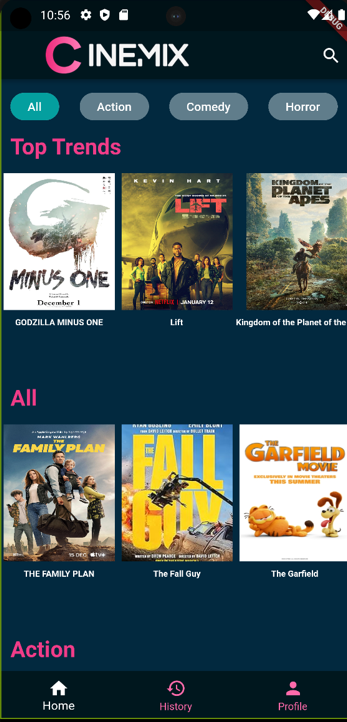 10:56
DEBUG
CINEMIX
All
Action
Comedy
Horror
Top Trends
MINUS ONE
December 1
KEVIN HART
LIFT
JANUARY 12
KINGDOM OF THE
PLANET
OF THE
APES
GODZILLA MINUS ONE
Lift
Kingdom of the Planet of the
All
MARK WAHLBERG
THE FAMILY PLAN
15 DEC
tv+
RYAN GOSLING
EMILY BLUNT
THE
FALL
GUY
THE
GARFIELD
MOVIE
EXCLUSIVELY IN MOVIE THEATRES
THIS SUMMER
THE FAMILY PLAN
The Fall Guy
The Garfield
Action
Home
History
Profile